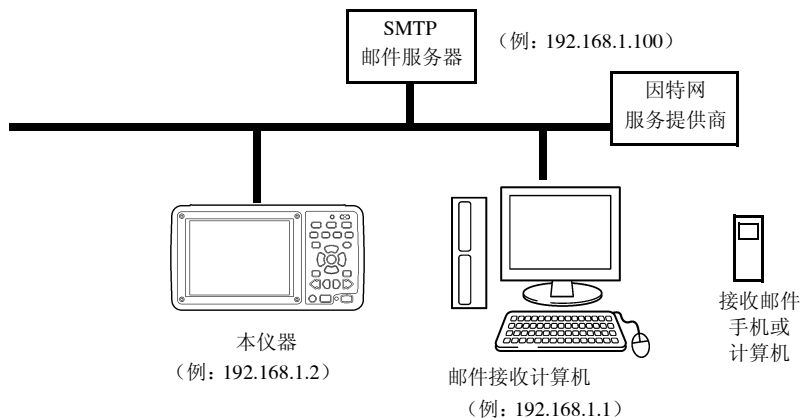 SMTP
邮件服务器
（例: 192.168.1.100）
因特网
服务提供商
本仪器
（例: 192.168.1.2）
邮件接收计算机
（例: 192.168.1.1）
接收邮件
手机或
计算机